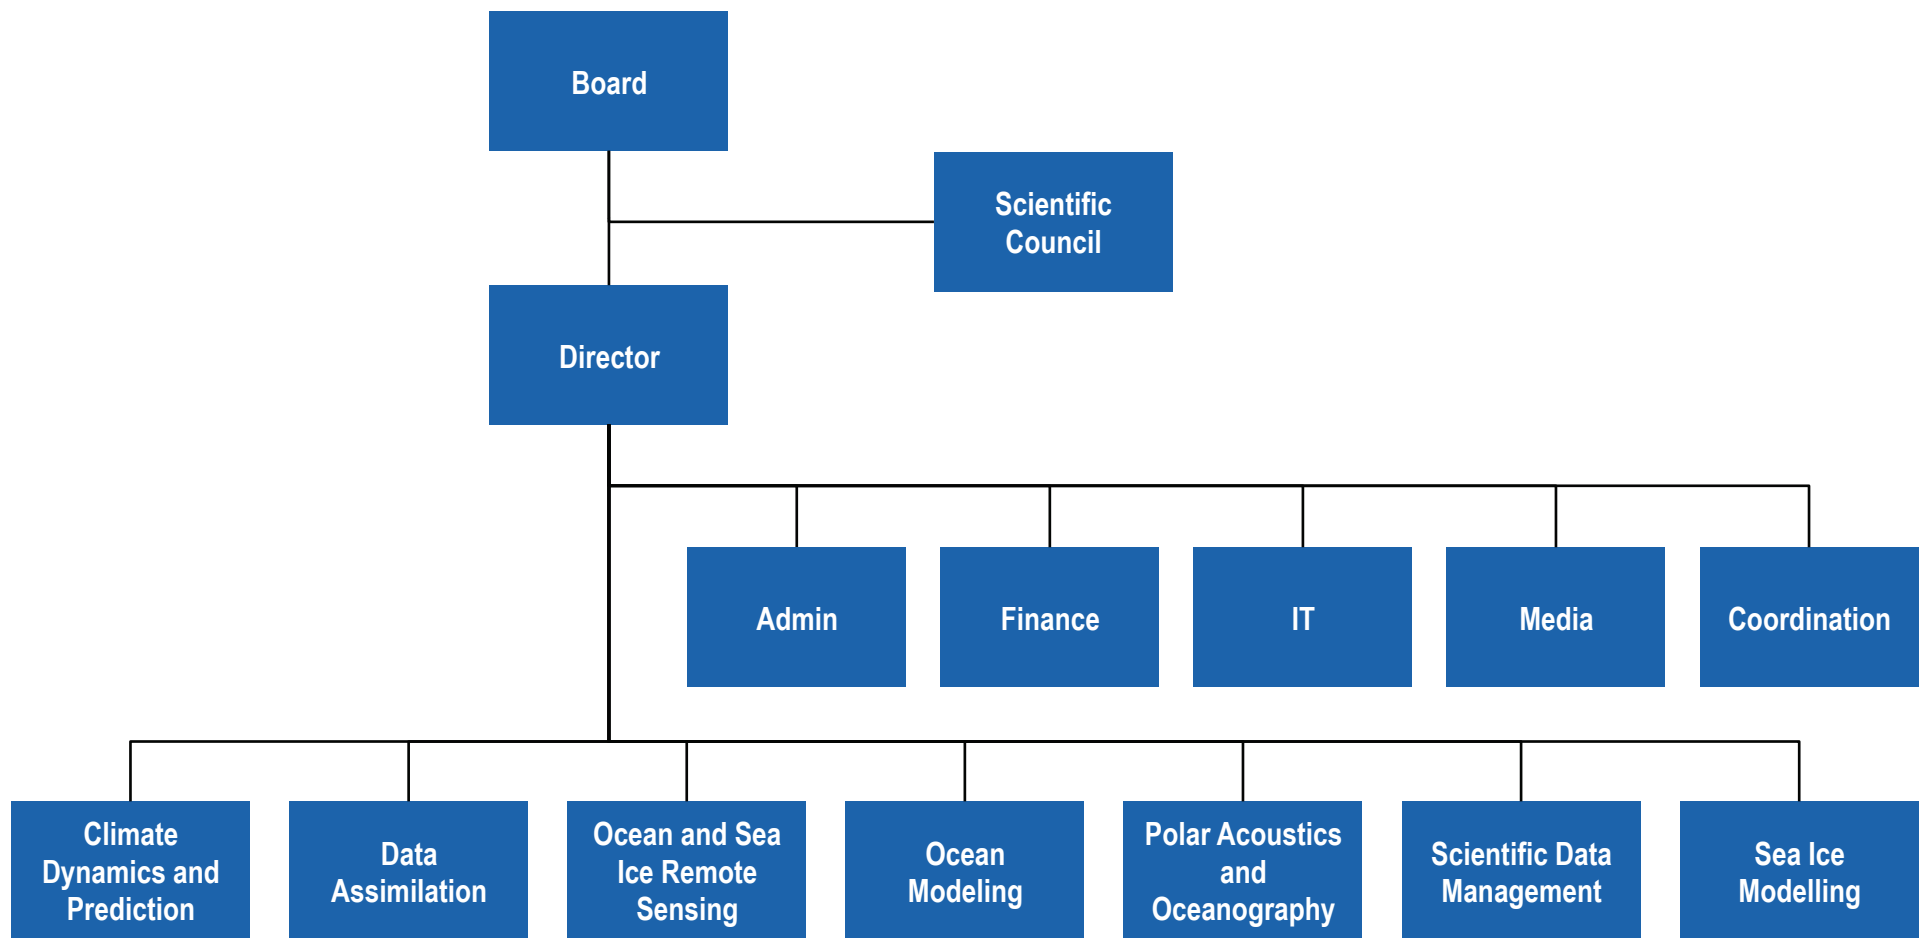 Board
Scientific
Council
Director
Admin
Finance
IT
Media
Coordination
Climate
Dynamics and
Prediction
Data
Assimilation
Ocean and Sea
Ice Remote
Sensing
Ocean
Modeling
Polar Acoustics
and
Oceanography
Scientific Data
Management
Sea Ice
Modelling